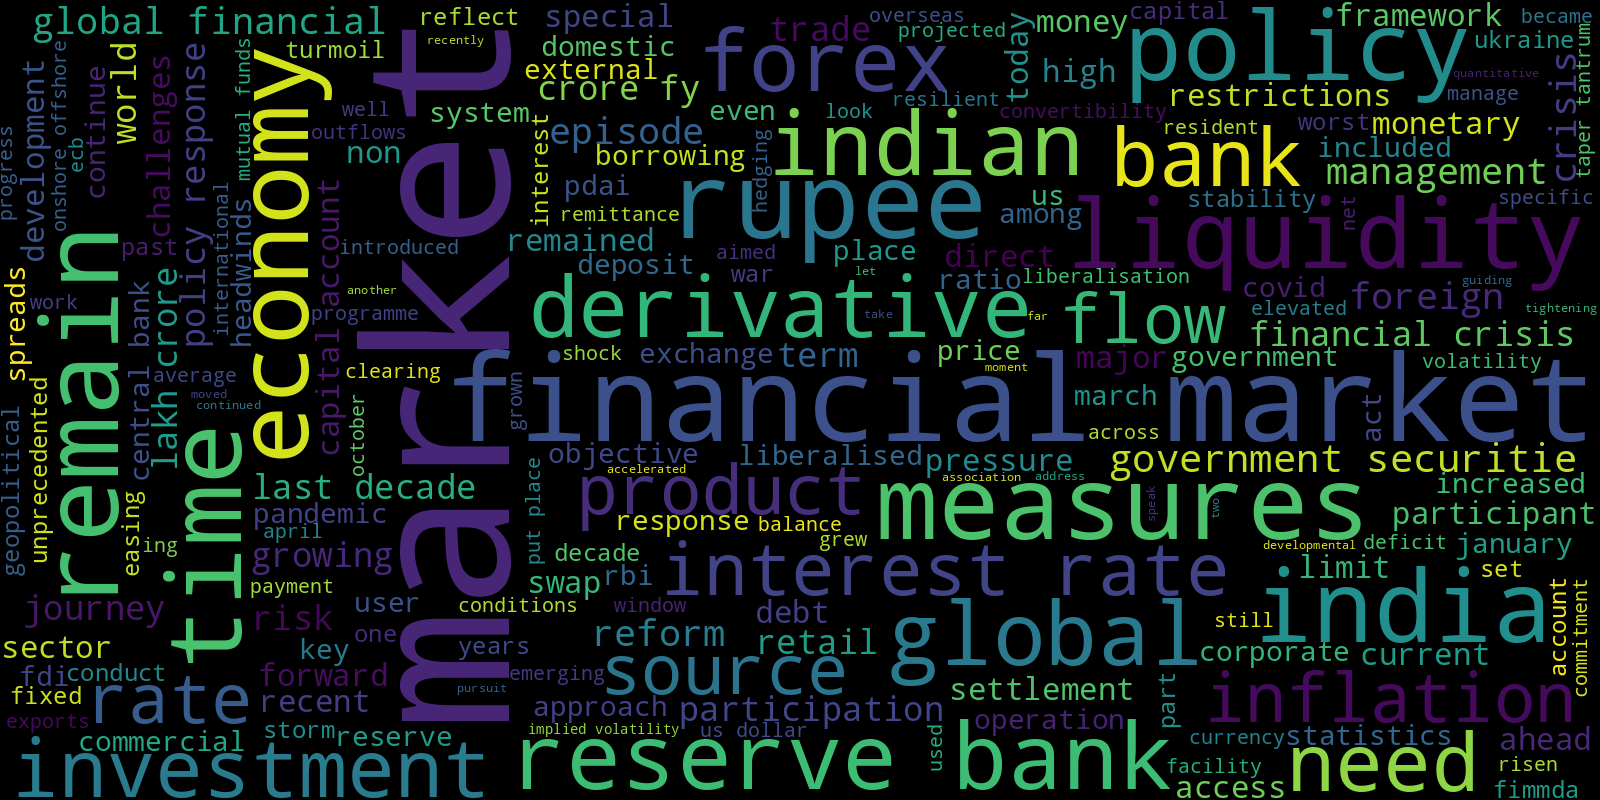 global financial
reflect
special
overseas
money
capital
framework
became
recently
turmoil
domestic
trade
projected
today
ukraine
external
forex
high
policy
quantitative
crisis
taper tantrum
progress
development
onshore offshore
ecb
continue
world
challenges
policy response
mutual funds
economy
market
well
outflows
non
system
crore fy
interest
episode
borrowing
even
look
resilient
convertibility
restrictions
manage
indian
bank
resident
worst
monetary
included
management
pdai
hedging
rupee
us
among
stability
specific
remittance
remained
deposit
aimed
war
place
let
direct
liquidity
net
past
introduced
headwinds
international
capital account
another
programme
ratio
liberalisation
covid
foreign
guiding
elevated
tightening
spreads
work
remain
central bank
lakh crore
derivative
take
far
flow
financial crisis
shock
exchange
term
price
moment
major
government
volatility
average
moved
continued
clearing
grown
financial
march
market
act
across
geopolitical
unprecedented
time
october
objective
liberalised
pressure
government securitie
accelerated
association
address
last decade
product
measures
speak
two
increased
pandemic
april
easing
ing
growing
put place
response
balance
grew
participant
developmental
deficit
january
decade
payment
swap
rbi
interest rate
limit
set
journey
risk
user
conditions
window
debt
global
india
still
account
commitment
one
years
reform
retail
sector
key
source
corporate
current
fdi
conduct
forward
emerging
pursuit
settlement
fixed
rate
recent
approach
participation
part
inflation
exports
storm
reserve
implied volatility
us dollar
operation
commercial
used
currency
statistics
ahead
investment
reserve bank
facility
need
risen
access
fimmda